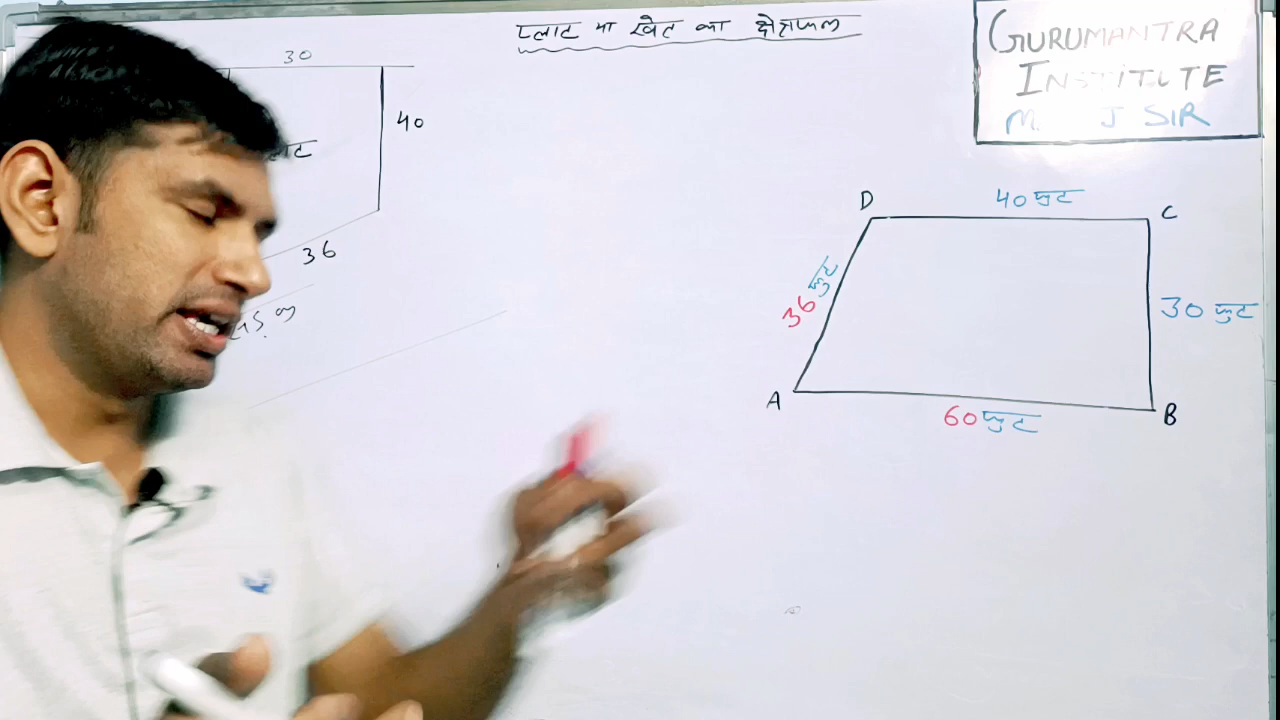 प्लाट या खेत का क्षेत्रफल
GURUMANTRA
INSTITUTE
M. J SIR
30
40
36
D
40 फुट
C
36 फुट
30 फुट
A
60 फुट
B